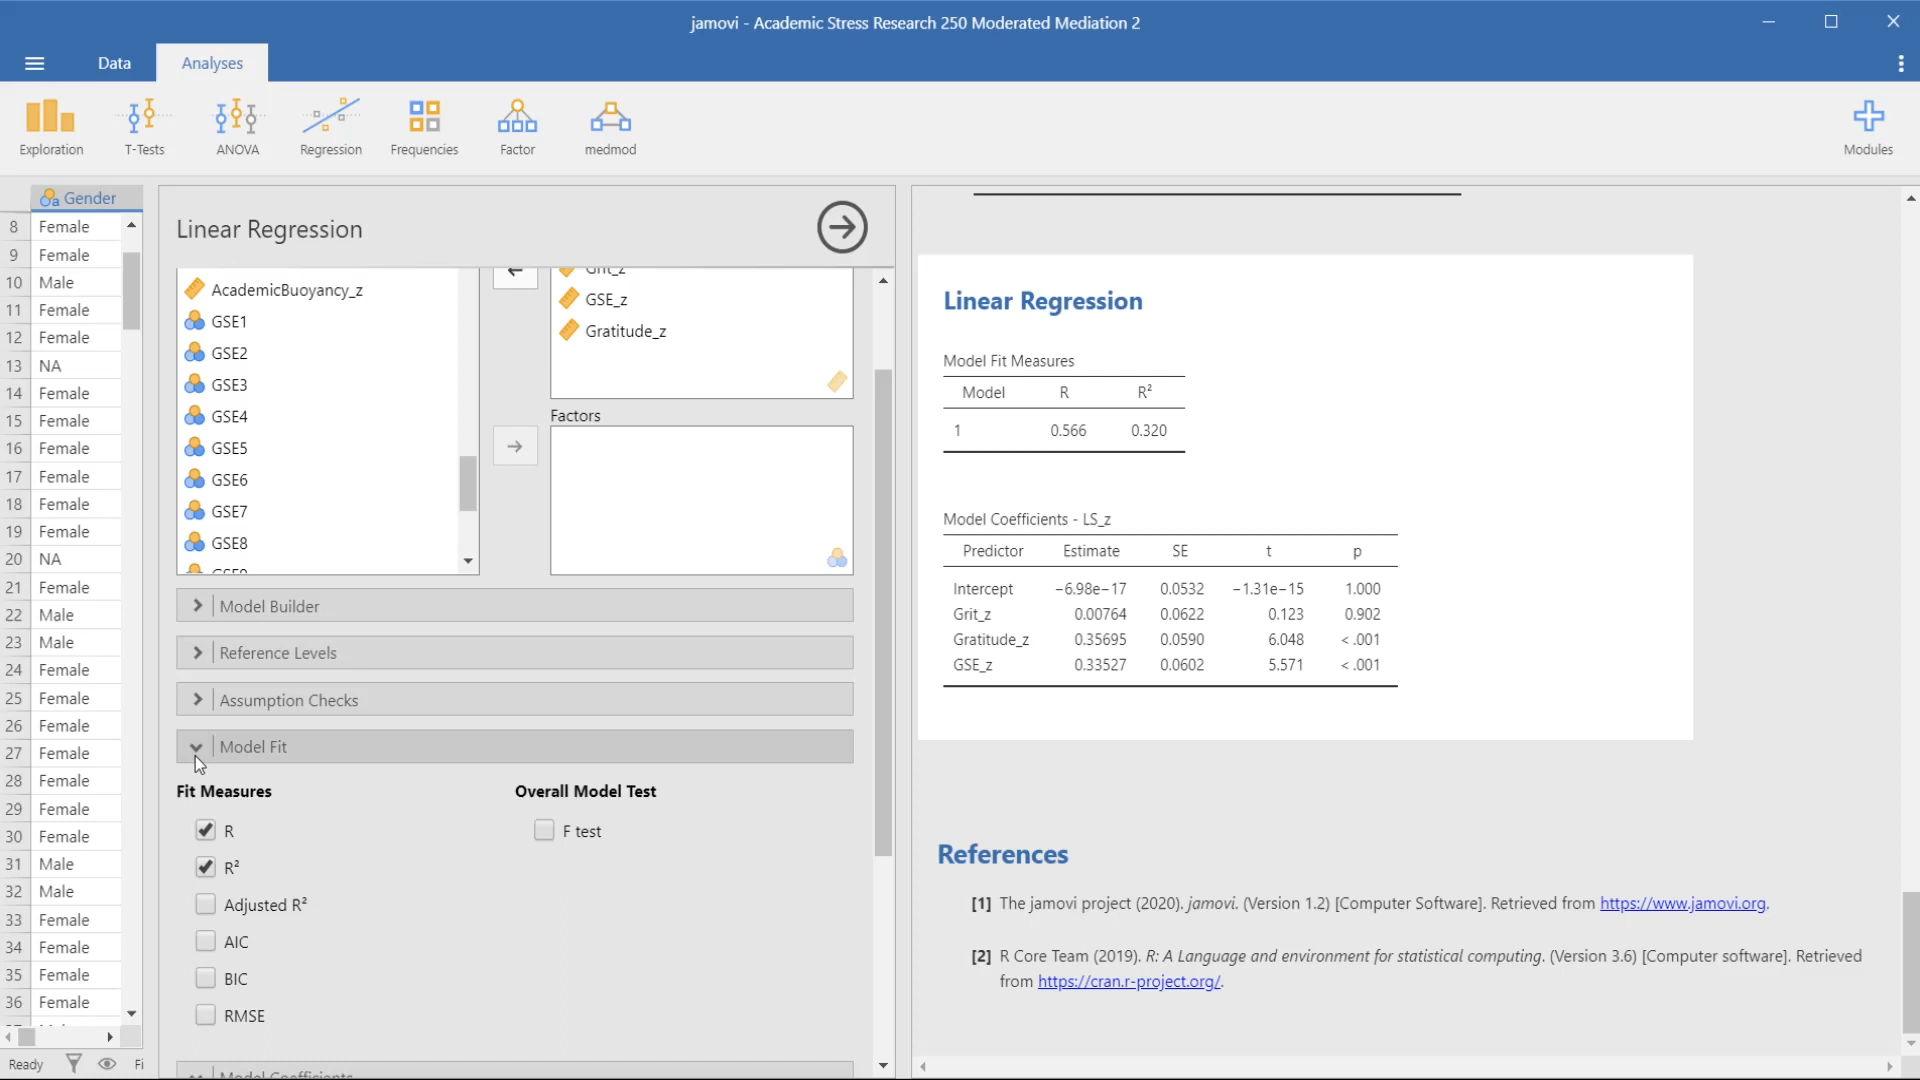 jamovi - Academic Stress Research 250 Moderated Mediation 2
Data
Analyses
Exploration
T-Tests
ANOVA
Regression
Frequencies
Factor
medmod
Modules
Gender
8 Female
9 Female
10 Male
11 Female
12 Female
13 NA
14 Female
15 Female
16 Female
17 Female
18 Female
19 Female
20 NA
21 Female
22 Male
23 Male
24 Female
25 Female
26 Female
27 Female
28 Female
29 Female
30 Female
31 Male
32 Male
33 Female
34 Female
35 Female
36 Female
Ready
Fi
Linear Regression
AcademicBuoyancy_z
GSE1
GSE2
GSE3
GSE4
GSE5
GSE6
GSE7
GSE8
GSE9
Grit_z
GSE_z
Gratitude_z
Factors
Model Builder
Reference Levels
Assumption Checks
Model Fit
Fit Measures
Overall Model Test
R
F test
R²
Adjusted R²
AIC
BIC
RMSE
Model Coefficients
Linear Regression
Model Fit Measures
Model R R²
1 0.566 0.320
Model Coefficients - LS_z
Predictor Estimate SE t p
Intercept −6.98e−17 0.0532 −1.31e−15 1.000
Grit_z 0.00764 0.0622 0.123 0.902
Gratitude_z 0.35695 0.0590 6.048 < .001
GSE_z 0.33527 0.0602 5.571 < .001
References
[1] The jamovi project (2020). jamovi. (Version 1.2) [Computer Software]. Retrieved from https://www.jamovi.org.
[2] R Core Team (2019). R: A Language and environment for statistical computing. (Version 3.6) [Computer software]. Retrieved
from https://cran.r-project.org/.